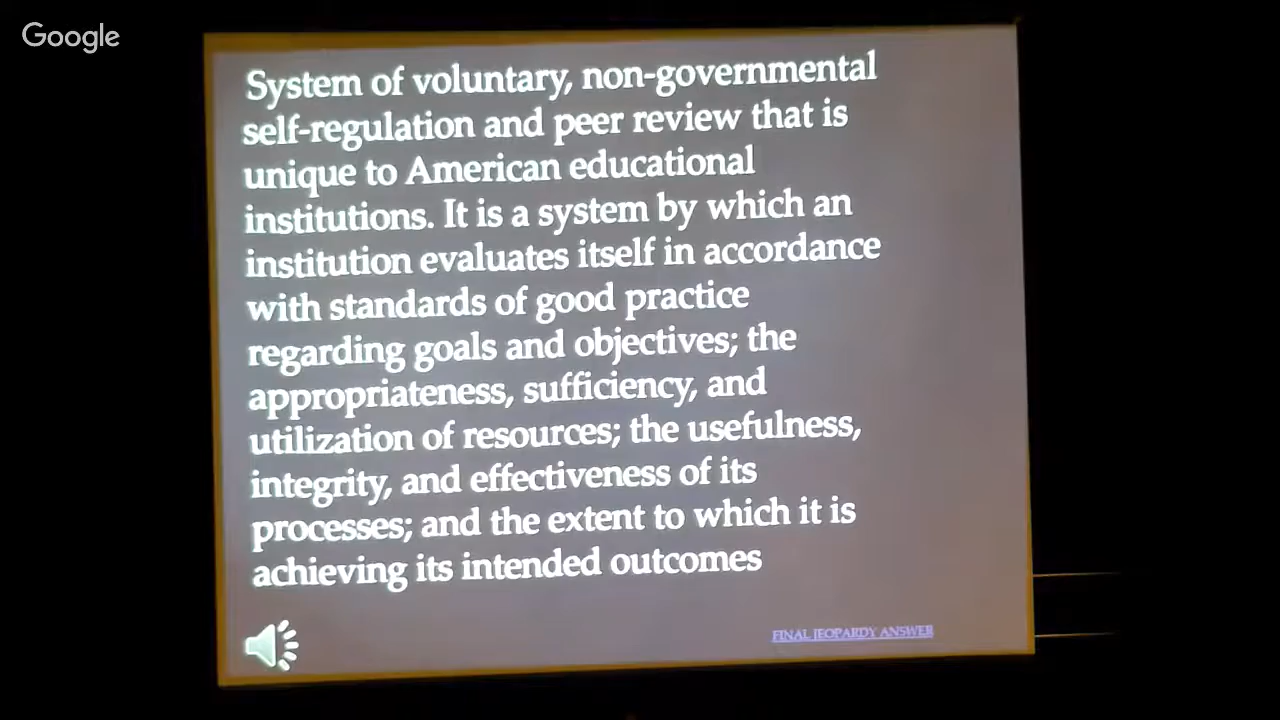 Google
System of voluntary, non-governmental
self-regulation and peer review that is
unique to American educational
institutions. It is a system by which an
institution evaluates itself in accordance
with standards of good practice
regarding goals and objectives; the
appropriateness, sufficiency, and
utilization of resources; the usefulness,
integrity, and effectiveness of its
processes; and the extent to which it is
achieving its intended outcomes
FINAL JEOPARDY ANSWER